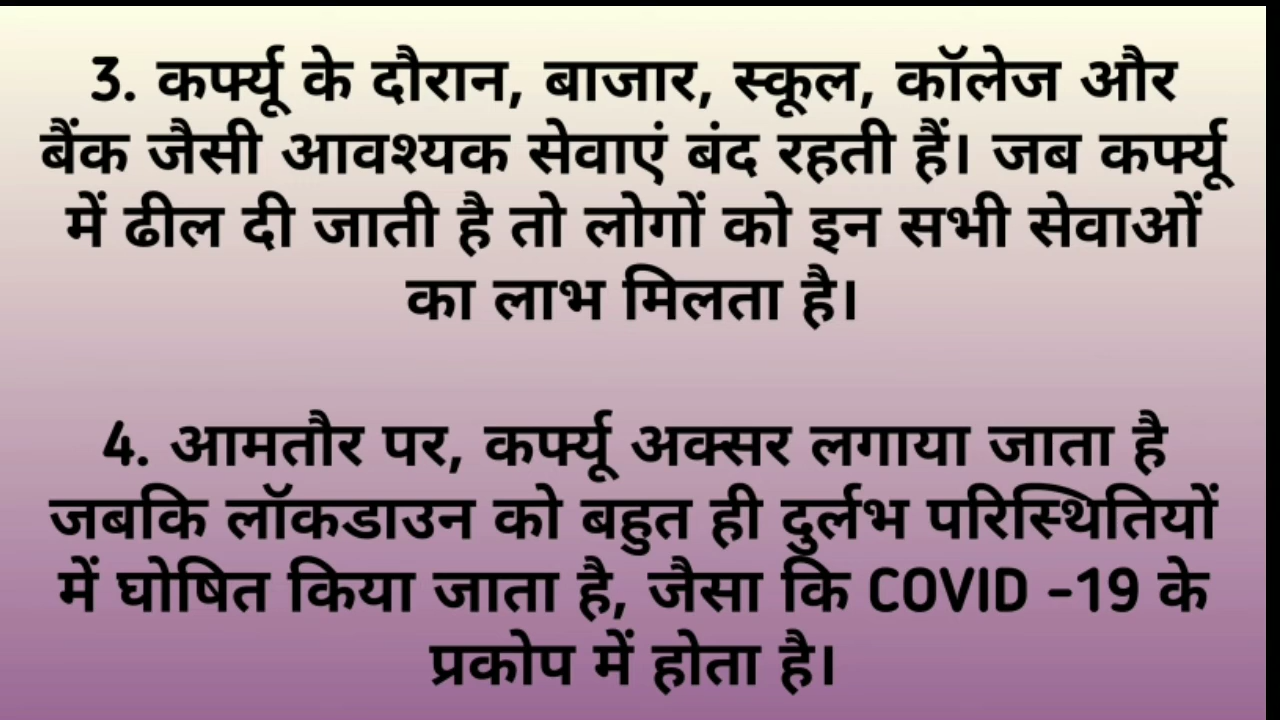 3. कर्फ्यू के दौरान, बाजार, स्कूल, कॉलेज और
बैंक जैसी आवश्यक सेवाएं बंद रहती हैं। जब कर्फ्यू
में ढील दी जाती है तो लोगों को इन सभी सेवाओं
का लाभ मिलता है।
4. आमतौर पर, कर्फ्यू अक्सर लगाया जाता है
जबकि लॉकडाउन को बहुत ही दुर्लभ परिस्थितियों
में घोषित किया जाता है, जैसा कि COVID -19 के
प्रकोप में होता है।